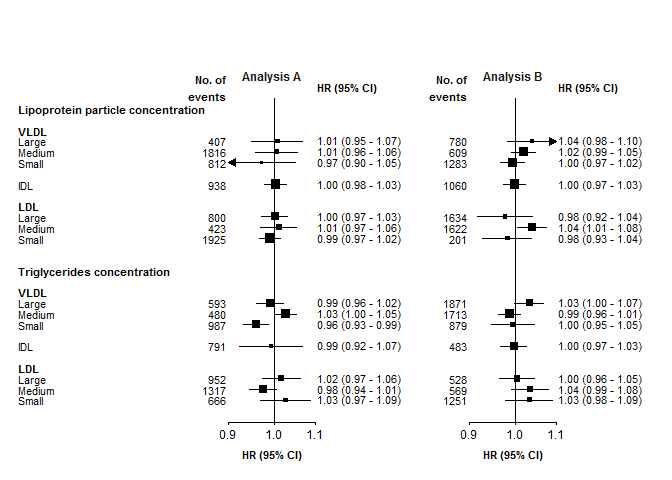 No. of events Analysis A HR (95% CI) No. of events Analysis B HR (95% CI)
Lipoprotein particle concentration
VLDL
Large 407 1.01 (0.95 - 1.07) 780 1.04 (0.98 - 1.10)
Medium 1816 1.01 (0.96 - 1.06) 609 1.02 (0.99 - 1.05)
Small 812 0.97 (0.90 - 1.05) 1283 1.00 (0.97 - 1.02)
IDL 938 1.00 (0.98 - 1.03) 1060 1.00 (0.97 - 1.03)
LDL
Large 800 1.00 (0.97 - 1.03) 1634 0.98 (0.92 - 1.04)
Medium 423 1.01 (0.97 - 1.06) 1622 1.04 (1.01 - 1.08)
Small 1925 0.99 (0.97 - 1.02) 201 0.98 (0.93 - 1.04)
Triglycerides concentration
VLDL
Large 593 0.99 (0.96 - 1.02) 1871 1.03 (1.00 - 1.07)
Medium 480 1.03 (1.00 - 1.05) 1713 0.99 (0.96 - 1.01)
Small 987 0.96 (0.93 - 0.99) 879 1.00 (0.95 - 1.05)
IDL 791 0.99 (0.92 - 1.07) 483 1.00 (0.97 - 1.03)
LDL
Large 952 1.02 (0.97 - 1.06) 528 1.00 (0.96 - 1.05)
Medium 1317 0.98 (0.94 - 1.01) 569 1.04 (0.99 - 1.08)
Small 666 1.03 (0.97 - 1.09) 1251 1.03 (0.98 - 1.09)
0.9 1.0 1.1 0.9 1.0 1.1
HR (95% CI) HR (95% CI)